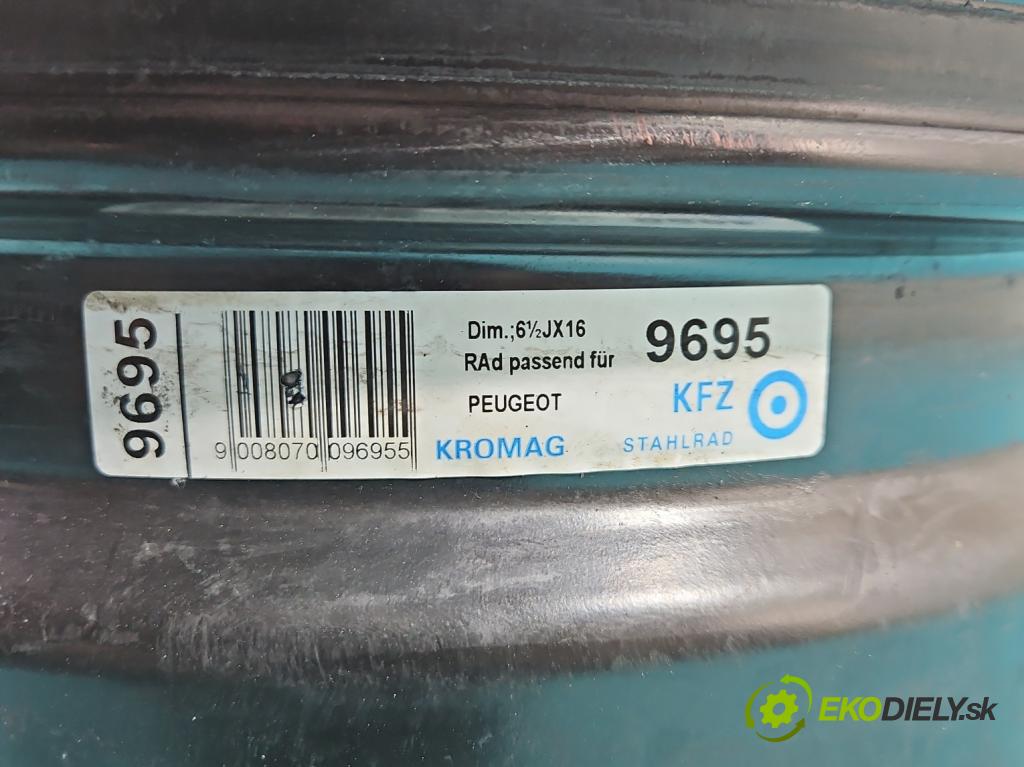 9695
9 008070 096955
Dim.;6½JX16
RAd passend für
PEUGEOT
KROMAG
9695
KFZ
STAHLRAD
EKODIELY.sk